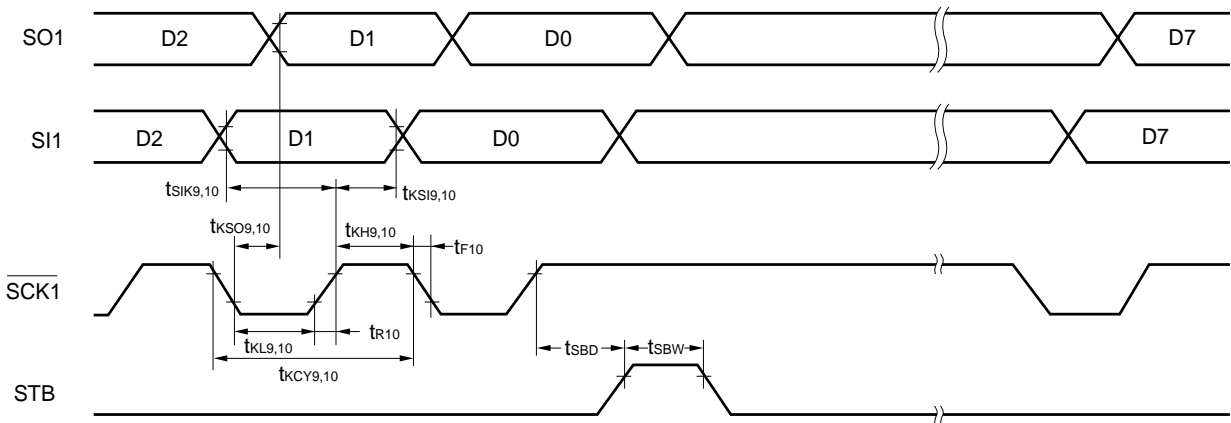 SO1
D2
D1
D0
D7
SI1
D2
D1
D0
D7
tSIK9,10
tKSI9,10
tKSO9,10
tKH9,10
tF10
SCK1
tKL9,10
tR10
tKCY9,10
tSBD
tSBW
STB